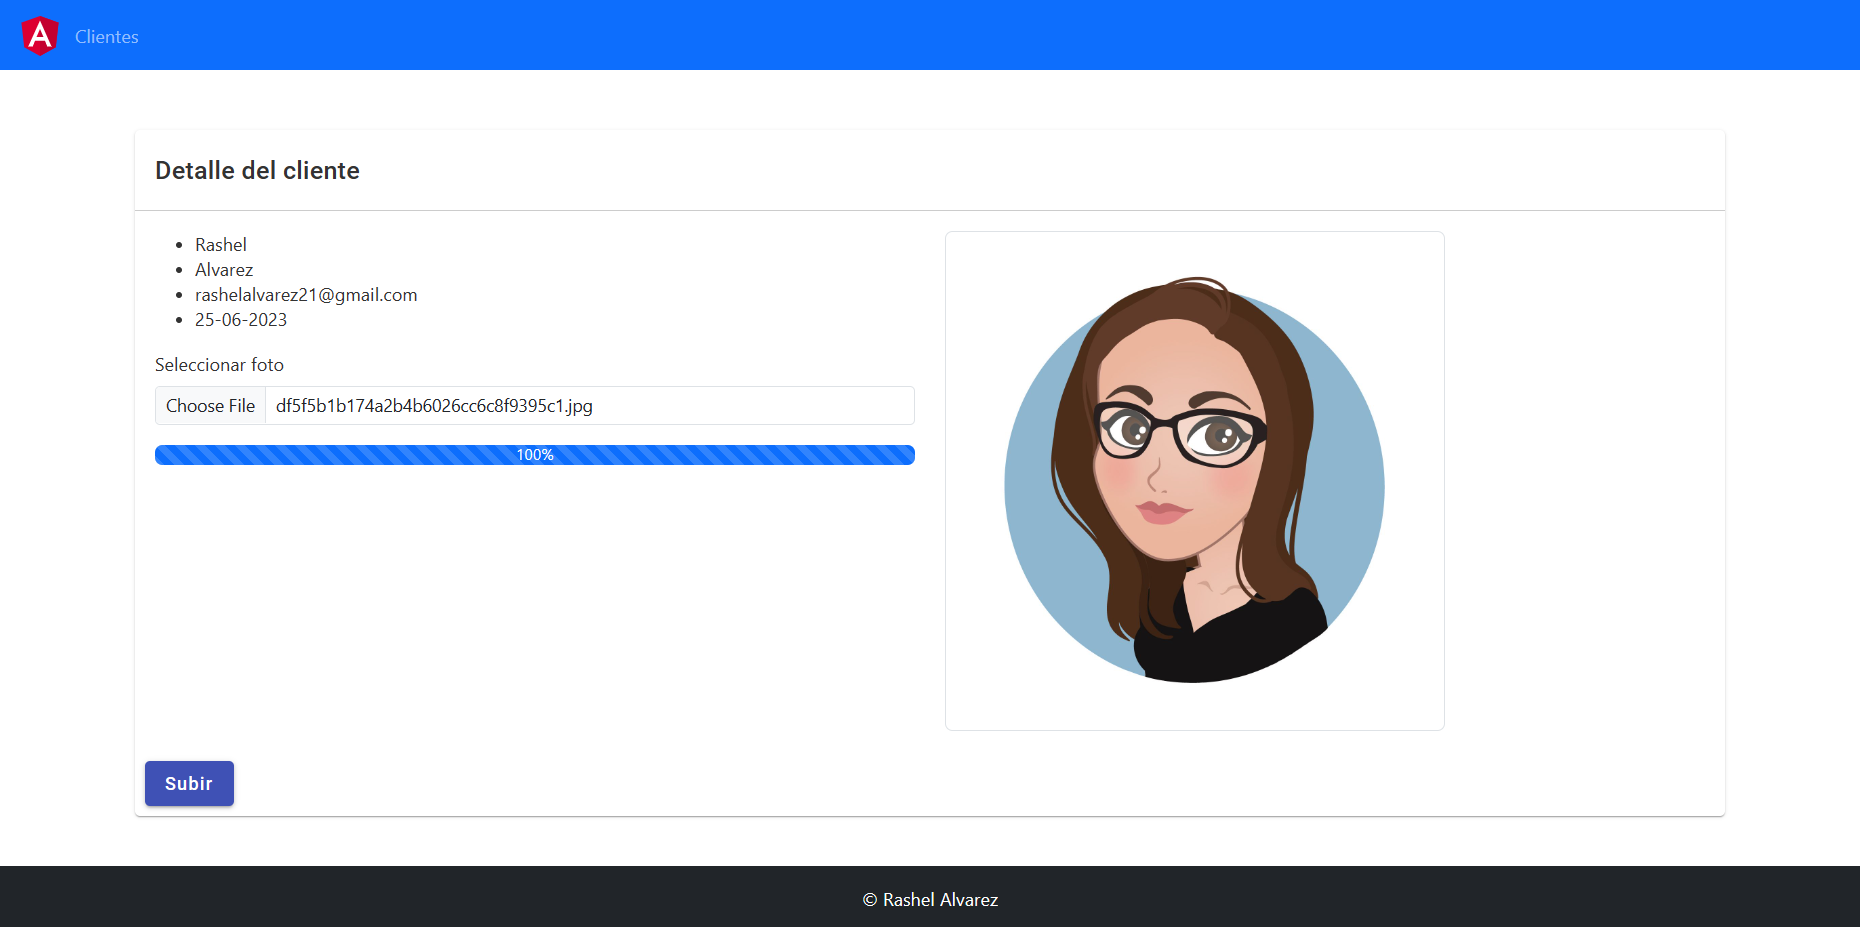 A Clientes
Detalle del cliente
Rashel
Alvarez
rashelalvarez21@gmail.com
25-06-2023
Seleccionar foto
Choose File df5f5b1b174a2b4b6026cc6c8f9395c1.jpg
100%
Subir
© Rashel Alvarez